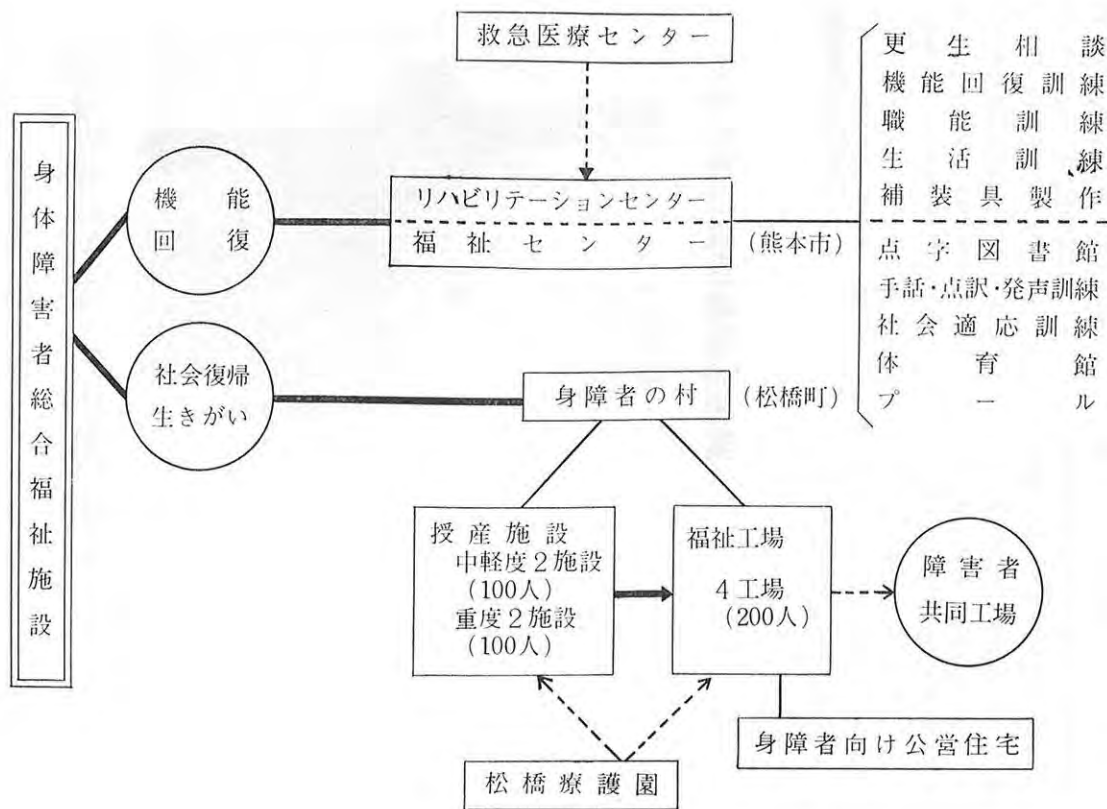 救急医療センター
身体障害者総合福祉施設
機能
回復
リハビリテーションセンター
福祉センター
(熊本市)
更生相談
機能回復訓練
職能訓練
生活訓練
補装具製作
点字図書館
手話・点訳・発声訓練
社会適応訓練
体育館
プール
社会復帰
生きがい
身障者の村
(松橋町)
授産施設
中軽度2施設
(100人)
重度2施設
(100人)
福祉工場
4工場
(200人)
障害者
共同工場
身障者向け公営住宅
松橋療護園